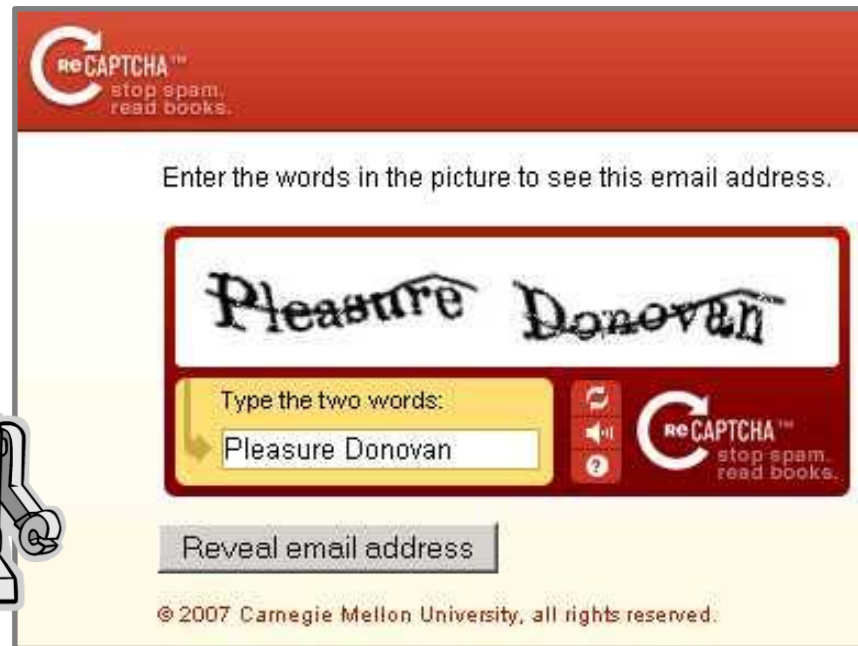 reCAPTCHA™
stop spam.
read books.
Enter the words in the picture to see this email address.
Pleasure Donovan
Type the two words:
Pleasure Donovan
?
reCAPTCHA™
stop spam.
read books.
Reveal email address
© 2007 Carnegie Mellon University, all rights reserved.